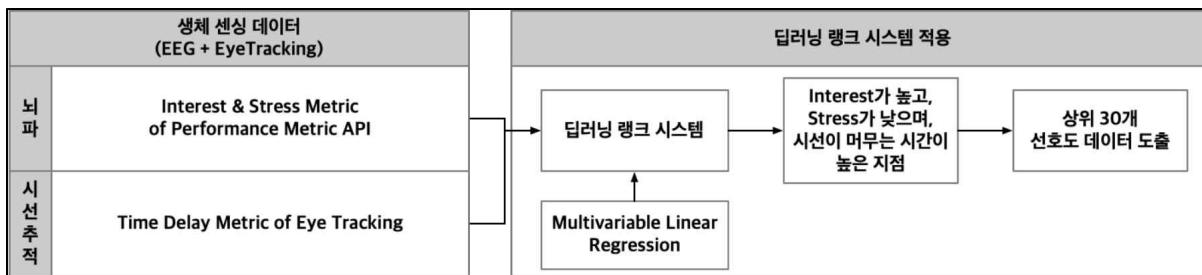 생체 센싱 데이터
(EEG + EyeTracking)
뇌
파
Interest & Stress Metric
of Performance Metric API
시
선
추
적
Time Delay Metric of Eye Tracking
딥러닝 랭크 시스템 적용
딥러닝 랭크 시스템
Multivariable Linear
Regression
Interest가 높고,
Stress가 낮으며,
시선이 머무는 시간이
높은 지점
상위 30개
선호도 데이터 도출